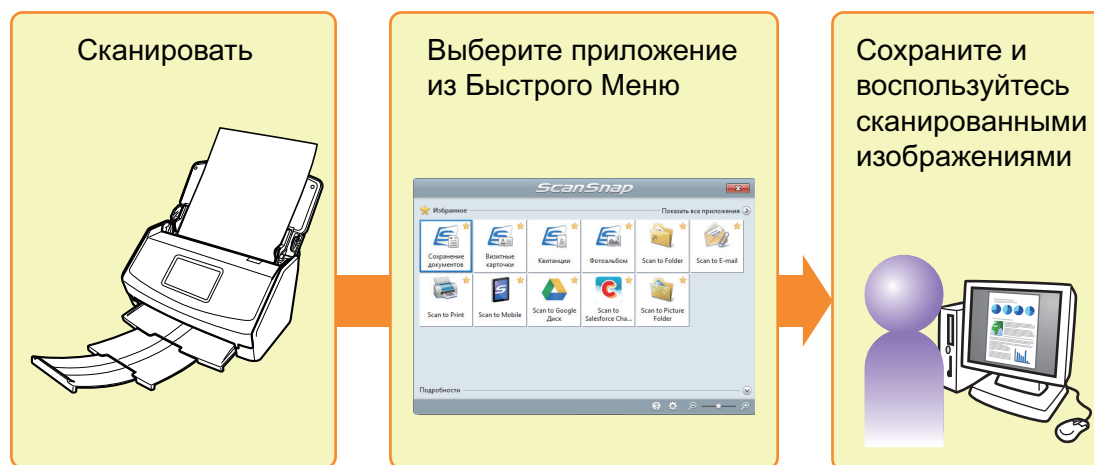 Сканировать
Выберите приложение
из Быстрого Меню
ScanSnap
Избранное
Показать все приложения
Сохранение
документов
Визитные
карточки
Квитанции
Фотоальбом
Scan to Folder
Scan to E-mail
Scan to Print
Scan to Mobile
Scan to Google
Диск
Scan to
Salesforce Cha...
Scan to Picture
Folder
Подробности
Сохраните и
воспользуйтесь
сканированными
изображениями